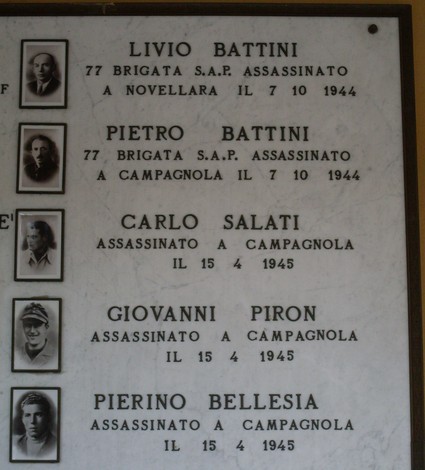 LIVIO BATTINI
77 BRIGATA S.A.P. ASSASSINATO
A NOVELLARA IL 7 10 1944
PIETRO BATTINI
77 BRIGATA S.A.P. ASSASSINATO
A CAMPAGNOLA IL 7 10 1944
CARLO SALATI
ASSASSINATO A CAMPAGNOLA
IL 15 4 1945
GIOVANNI PIRON
ASSASSINATO A CAMPAGNOLA
IL 15 4 1945
PIERINO BELLESIA
ASSASSINATO A CAMPAGNOLA
IL 15 4 1945